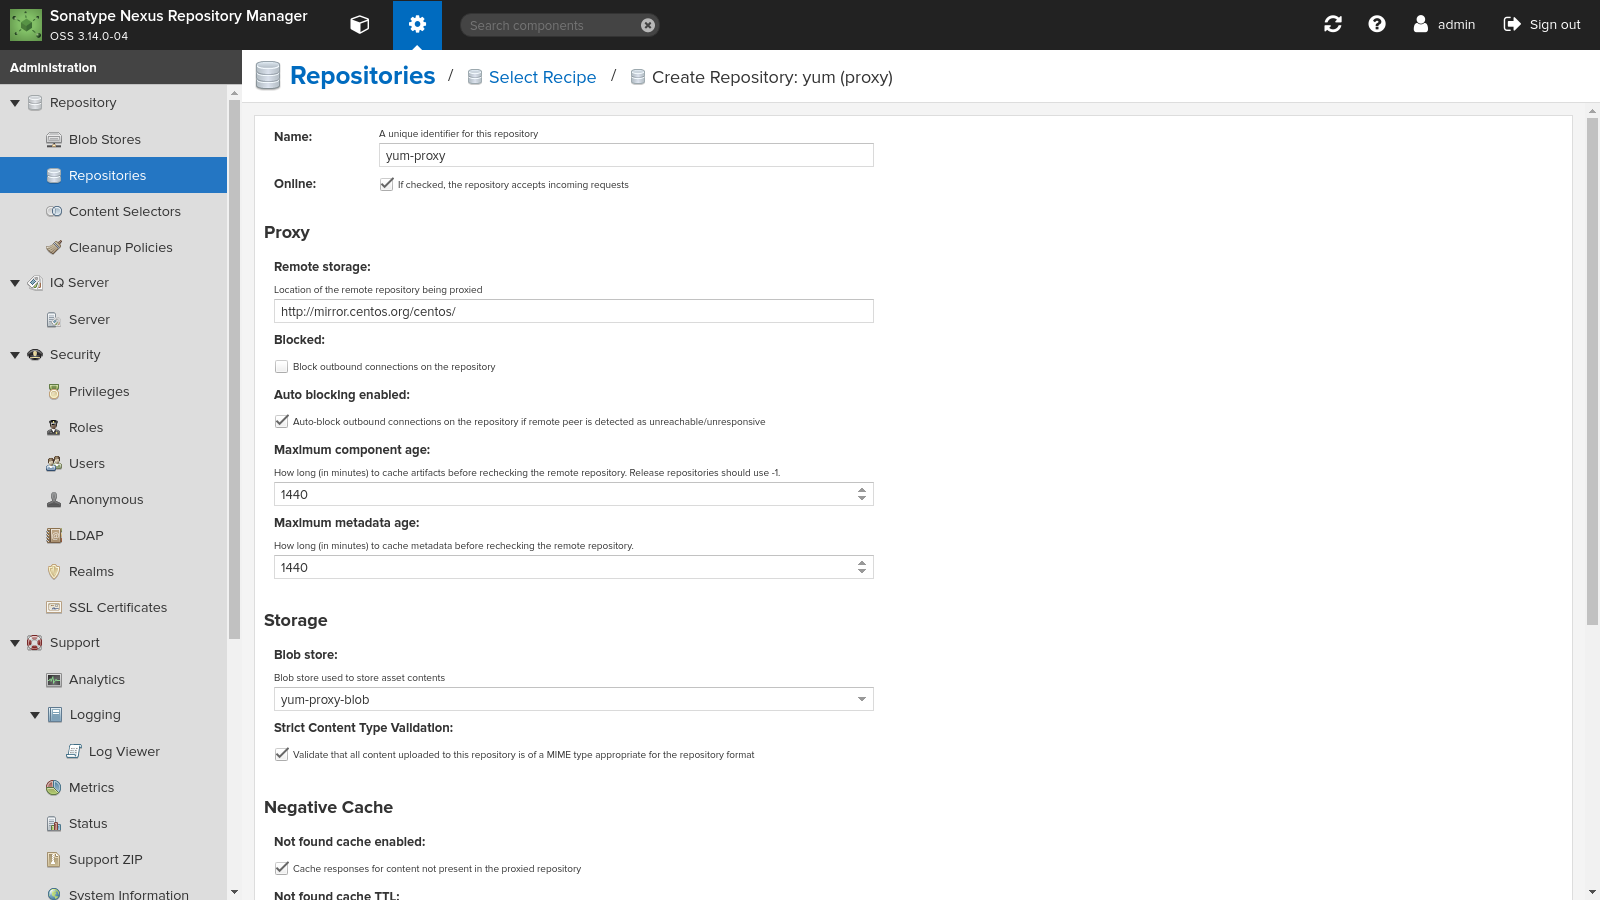 Sonatype Nexus Repository Manager
OSS 3.14.0-04
Search components
admin
Sign out
Administration
Repository
Blob Stores
Repositories
Content Selectors
Cleanup Policies
IQ Server
Server
Security
Privileges
Roles
Users
Anonymous
LDAP
Realms
SSL Certificates
Support
Analytics
Logging
Log Viewer
Metrics
Status
Support ZIP
System Information
Repositories / Select Recipe / Create Repository: yum (proxy)
Name:
A unique identifier for this repository
yum-proxy
Online:
If checked, the repository accepts incoming requests
Proxy
Remote storage:
Location of the remote repository being proxied
http://mirror.centos.org/centos/
Blocked:
Block outbound connections on the repository
Auto blocking enabled:
Auto-block outbound connections on the repository if remote peer is detected as unreachable/unresponsive
Maximum component age:
How long (in minutes) to cache artifacts before rechecking the remote repository. Release repositories should use -1.
1440
Maximum metadata age:
How long (in minutes) to cache metadata before rechecking the remote repository.
1440
Storage
Blob store:
Blob store used to store asset contents
yum-proxy-blob
Strict Content Type Validation:
Validate that all content uploaded to this repository is of a MIME type appropriate for the repository format
Negative Cache
Not found cache enabled:
Cache responses for content not present in the proxied repository
Not found cache TTL: